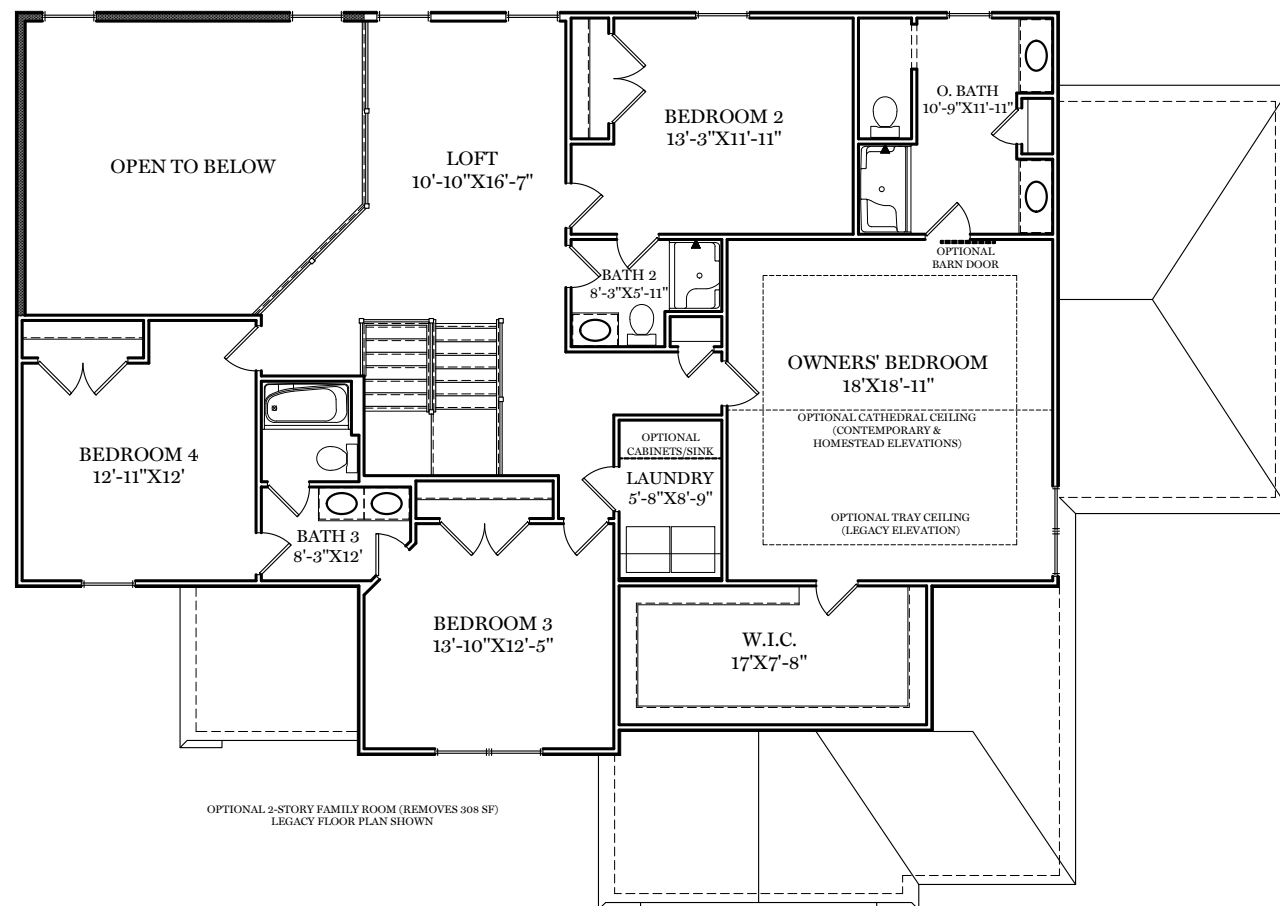 OPEN TO BELOW
LOFT
10'-10"X16'-7"
BEDROOM 2
13'-3"X11'-11"
O. BATH
10'-9"X11'-11"
OPTIONAL
BARN DOOR
BATH 2
8'-3"X5'-11"
OWNERS' BEDROOM
18'X18'-11"
OPTIONAL CATHEDRAL CEILING
(CONTEMPORARY &
HOMESTEAD ELEVATIONS)
OPTIONAL TRAY CEILING
(LEGACY ELEVATION)
BEDROOM 4
12'-11"X12'
OPTIONAL
CABINETS/SINK
LAUNDRY
5'-8"X8'-9"
BATH 3
8'-3"X12'
BEDROOM 3
13'-10"X12'-5"
W.I.C.
17'X7'-8"
OPTIONAL 2-STORY FAMILY ROOM (REMOVES 308 SF)
LEGACY FLOOR PLAN SHOWN